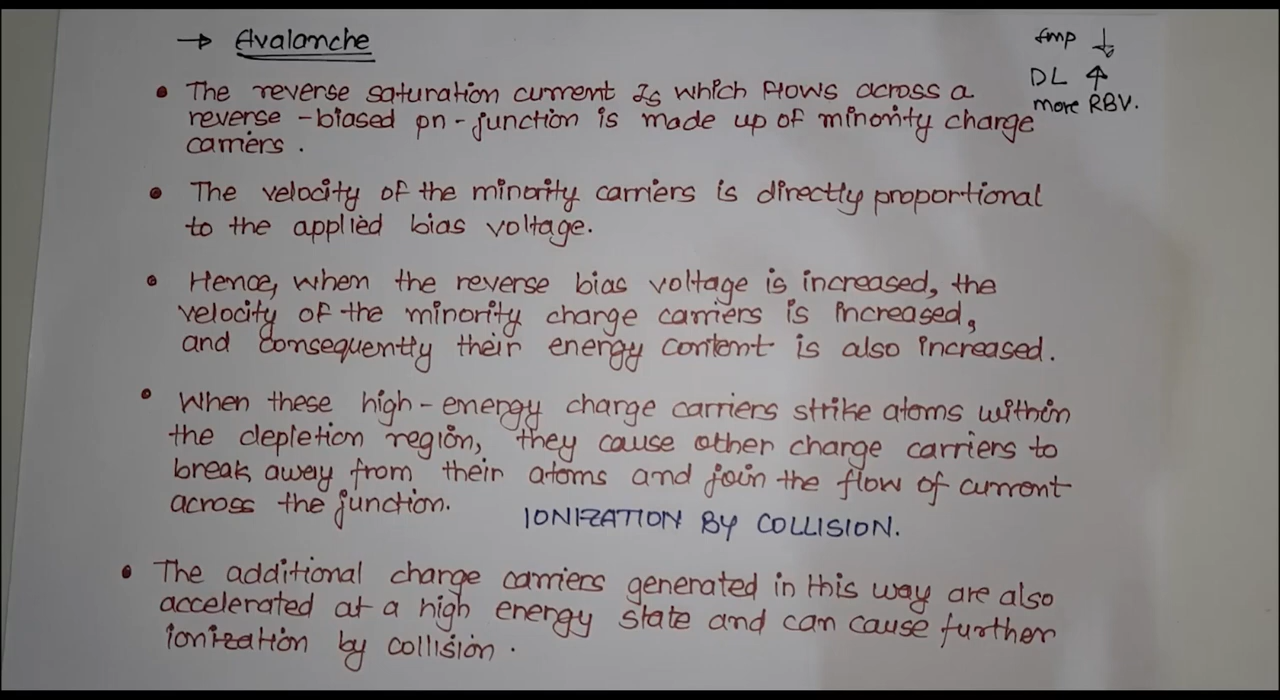 → Avalanche
Imp ↓
DL ↑
more RBV.
• The reverse saturation current Is which flows across a
reverse-biased pn-junction is made up of minority charge
carriers.
• The velocity of the minority carriers is directly proportional
to the applied bias voltage.
• Hence, when the reverse bias voltage is increased, the
velocity of the minority charge carriers is increased,
and consequently their energy content is also increased.
• When these high-energy charge carriers strike atoms within
the depletion region, they cause other charge carriers to
break away from their atoms and join the flow of current
across the junction.
IONIZATION BY COLLISION.
• The additional charge carriers generated in this way are also
accelerated at a high energy state and can cause further
ionization by collision.